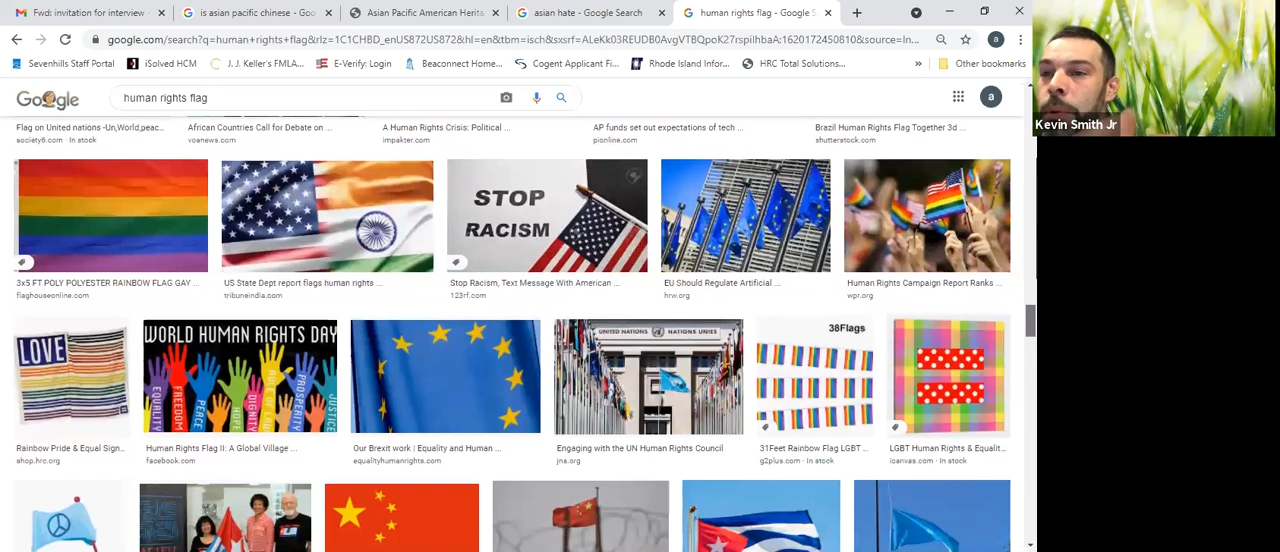 Fwd: invitation for interview -
is asian pacific chinese - Goo
Asian Pacific American Herita
asian hate - Google Search
human rights flag - Google S
google.com/search?q=human+rights+flag&rlz=1C1CHBD_enUS872US872&hl=en&tbm=isch&sxsrf=ALeKk03REUDB0AvgVTBQpoK27rspiIhbaA:1620172450810&source=ln...
a
Sevenhills Staff Portal
iSolved HCM
J. J. Keller's FMLA...
E-Verify: Login
Beaconnect Home...
Cogent Applicant Fi...
Rhode Island Infor...
HRC Total Solutions...
»
Other bookmarks
Kevin Smith Jr
Google
human rights flag
a
Flag on United nations -Un,World,peac...
African Countries Call for Debate on ...
A Human Rights Crisis: Political ...
AP funds set out expectations of tech ...
Brazil Human Rights Flag Together 3d ...
society6.com · In stock
voanews.com
impakter.com
picnline.com
shutterstock.com
STOP
RACISM
3x5 FT POLY POLYESTER RAINBOW FLAG GAY ...
US State Dept report flags human rights ...
Stop Racism, Text Message With American ...
EU Should Regulate Artificial ...
Human Rights Campaign Report Ranks ...
flaghouseonline.com
tribuneindia.com
123rf.com
hrw.org
wpr.org
LOVE
WORLD HUMAN RIGHTS DAY
EQUALITY
FREEDOM
PEACE
HOPE
DIGNITY
RULE OF LAW
PROSPERITY
JUSTICE
UNITED NATIONS
NATIONS UNIES
38Flags
Rainbow Pride & Equal Sign...
Human Rights Flag II: A Global Village ...
Our Brexit work | Equality and Human ...
Engaging with the UN Human Rights Council
31Feet Rainbow Flag LGBT ...
LGBT Human Rights & Equalit...
shop.hrc.org
facebook.com
equalityhumanrights.com
jns.org
g2plus.com · In stock
icanvas.com · In stock